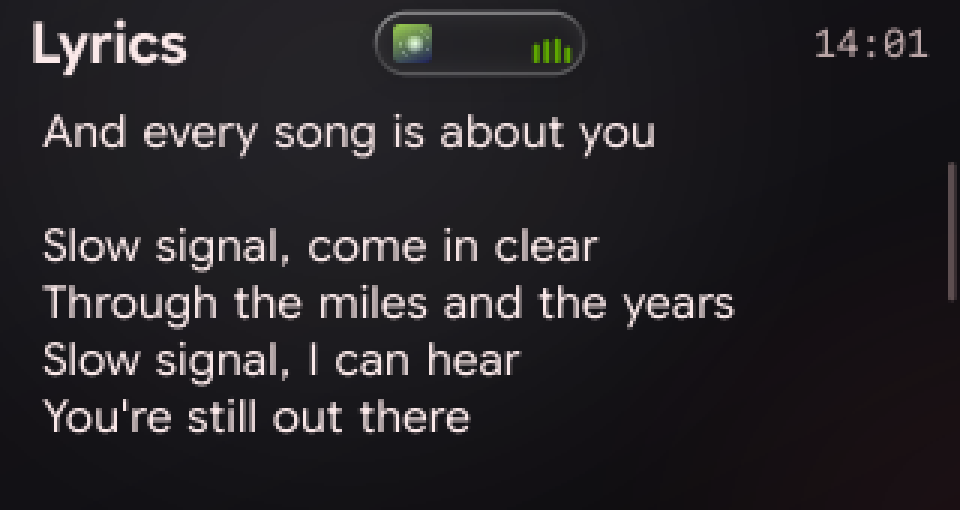 Lyrics
14:01
And every song is about you
Slow signal, come in clear
Through the miles and the years
Slow signal, I can hear
You're still out there